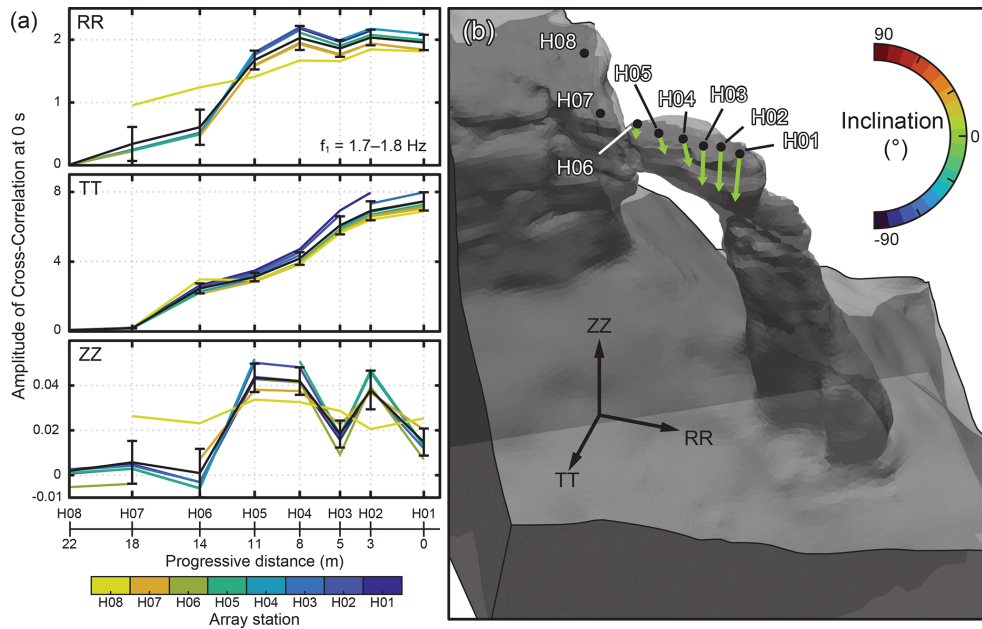 (a)
RR
2
1
0
f₁ = 1.7–1.8 Hz
TT
8
4
0
ZZ
0.04
0.02
0
-0.01
Amplitude of Cross-Correlation at 0 s
H08 H07 H06 H05 H04 H03 H02 H01
22 18 14 11 8 5 3 0
Progressive distance (m)
H08 H07 H06 H05 H04 H03 H02 H01
Array station
(b)
H08
H07
H05
H04
H03
H02
H01
H06
90
Inclination
(°)
0
-90
ZZ
RR
TT